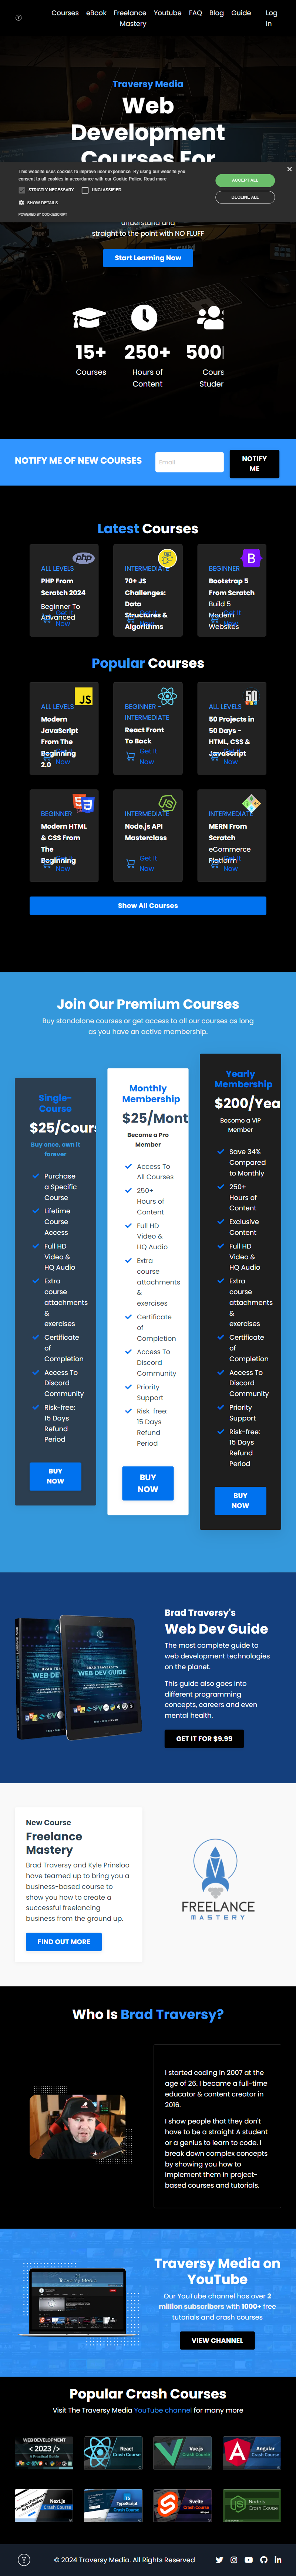 Courses eBook Freelance Mastery Youtube FAQ Blog Guide Log In
Traversy Media
Web
Development
Courses For
This website uses cookies to improve user experience. By using our website you
consent to all cookies in accordance with our Cookie Policy. Read more
STRICTLY NECESSARY UNCLASSIFIED
SHOW DETAILS
POWERED BY COOKIESCRIPT
ACCEPT ALL
DECLINE ALL
understand and
straight to the point with NO FLUFF
Start Learning Now
15+
Courses
250+
Hours of
Content
500
Cours
Studen
NOTIFY ME OF NEW COURSES
Email
NOTIFY
ME
Latest Courses
php
ALL LEVELS
PHP From
Scratch 2024
Beginner To
Advanced
Get It
Now
INTERMEDIATE
70+ JS
Challenges:
Data
Structures &
Algorithms
Get It
Now
B
BEGINNER
Bootstrap 5
From Scratch
Build 5
Modern
Websites
Get It
Now
Popular Courses
JS
ALL LEVELS
Modern
JavaScript
From The
Beginning
2.0
Get It
Now
BEGINNER -
INTERMEDIATE
React Front
To Back
Get It
Now
50
ALL LEVELS
50 Projects in
50 Days -
HTML, CSS &
JavaScript
Get It
Now
BEGINNER
Modern HTML
& CSS From
The
Beginning
Get It
Now
INTERMEDIATE
Node.js API
Masterclass
Get It
Now
INTERMEDIATE
MERN From
Scratch
eCommerce
Platform
Get It
Now
Show All Courses
Join Our Premium Courses
Buy standalone courses or get access to all our courses as long
as you have an active membership.
Single-
Course
$25/Cours
Buy once, own it
forever
Purchase
a Specific
Course
Lifetime
Course
Access
Full HD
Video &
HQ Audio
Extra
course
attachments
&
exercises
Certificate
of
Completion
Access To
Discord
Community
Risk-free:
15 Days
Refund
Period
BUY
NOW
Monthly
Membership
$25/Mont
Become a Pro
Member
Access To
All Courses
250+
Hours of
Content
Full HD
Video &
HQ Audio
Extra
course
attachments
&
exercises
Certificate
of
Completion
Access To
Discord
Community
Priority
Support
Risk-free:
15 Days
Refund
Period
BUY
NOW
Yearly
Membership
$200/Yea
Become a VIP
Member
Save 34%
Compared
to Monthly
250+
Hours of
Content
Exclusive
Content
Full HD
Video &
HQ Audio
Extra
course
attachments
&
exercises
Certificate
of
Completion
Access To
Discord
Community
Priority
Support
Risk-free:
15 Days
Refund
Period
BUY
NOW
BRAD TRAVERSY'S
WEB DEV GUIDE
BRAD TRAVERSY'S
WEB DEV GUIDE
Brad Traversy's
Web Dev Guide
The most complete guide to
web development technologies
on the planet.
This guide also goes into
different programming
concepts, careers and even
mental health.
GET IT FOR $9.99
New Course
Freelance
Mastery
Brad Traversy and Kyle Prinsloo
have teamed up to bring you a
business-based course to
show you how to create a
successful freelancing
business from the ground up.
FIND OUT MORE
FREELANCE
MASTERY
Who Is Brad Traversy?
I started coding in 2007 at the
age of 26. I became a full-time
educator & content creator in
2016.
I show people that they don't
have to be a straight A student
or a genius to learn to code. I
break down complex concepts
by showing you how to
implement them in project-
based courses and tutorials.
Traversy Media
Traversy Media on
YouTube
Our YouTube channel has over 2
million subscribers with 1000+ free
tutorials and crash courses
VIEW CHANNEL
Popular Crash Courses
Visit The Traversy Media YouTube channel for many more
WEB DEVELOPMENT
< 2023 />
A Practical Guide
React
Crash Course
Vue.js
Crash Course
Angular
Crash Course
Next.js
Crash Course
TS
TypeScript
Crash Course
Svelte
Crash Course
Node.js
Crash Course
© 2024 Traversy Media. All Rights Reserved